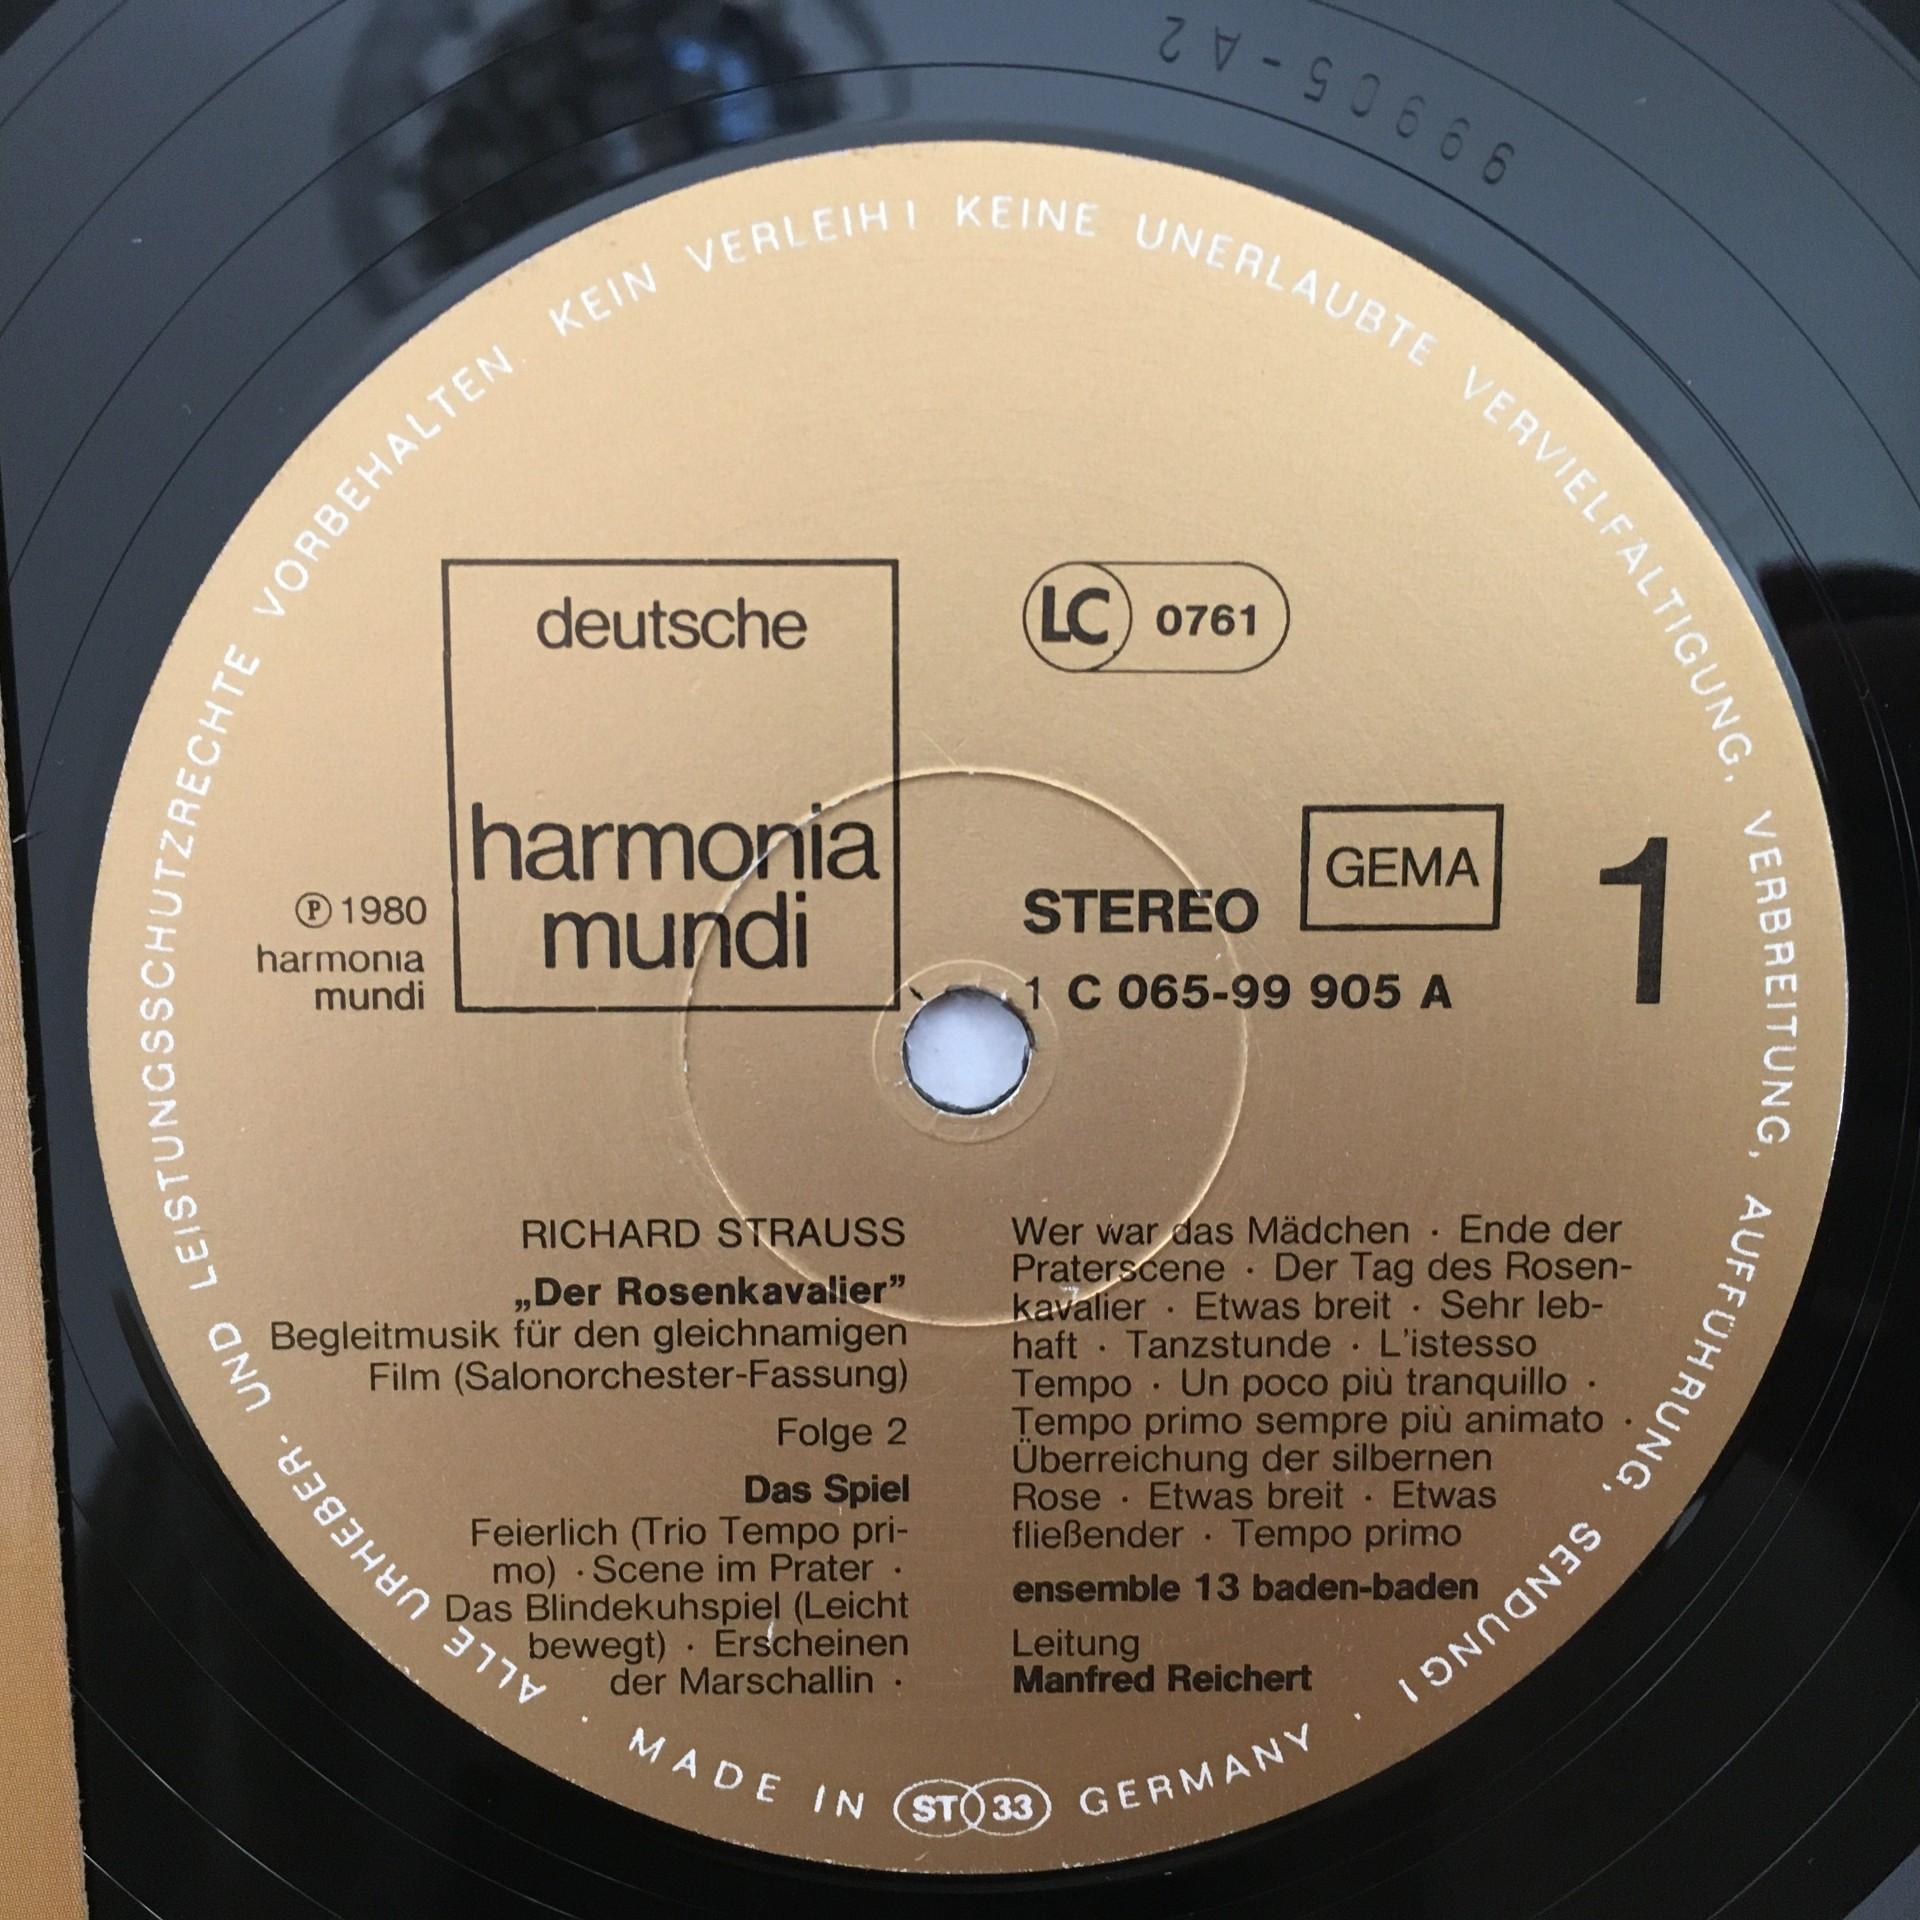 99905-A2
ALLE URHEBER- UND LEISTUNGSSCHUTZRECHTE VORBEHALTEN. KEIN VERLEIH! KEINE UNERLAUBTE VERVIELFÄLTIGUNG, VERBREITUNG, AUFFÜHRUNG, SENDUNG!
deutsche
harmonia
mundi
LC 0761
℗ 1980
harmonia
mundi
STEREO
GEMA
1
1 C 065-99 905 A
RICHARD STRAUSS
„Der Rosenkavalier”
Begleitmusik für den gleichnamigen
Film (Salonorchester-Fassung)
Folge 2
Das Spiel
Feierlich (Trio Tempo pri-
mo) · Scene im Prater ·
Das Blindekuhspiel (Leicht
bewegt) · Erscheinen
der Marschallin ·
Wer war das Mädchen · Ende der
Praterscene · Der Tag des Rosen-
kavalier · Etwas breit · Sehr leb-
haft · Tanzstunde · L'istesso
Tempo · Un poco più tranquillo ·
Tempo primo sempre più animato ·
Überreichung der silbernen
Rose · Etwas breit · Etwas
fließender · Tempo primo
ensemble 13 baden-baden
Leitung
Manfred Reichert
· MADE IN ST 33 GERMANY ·